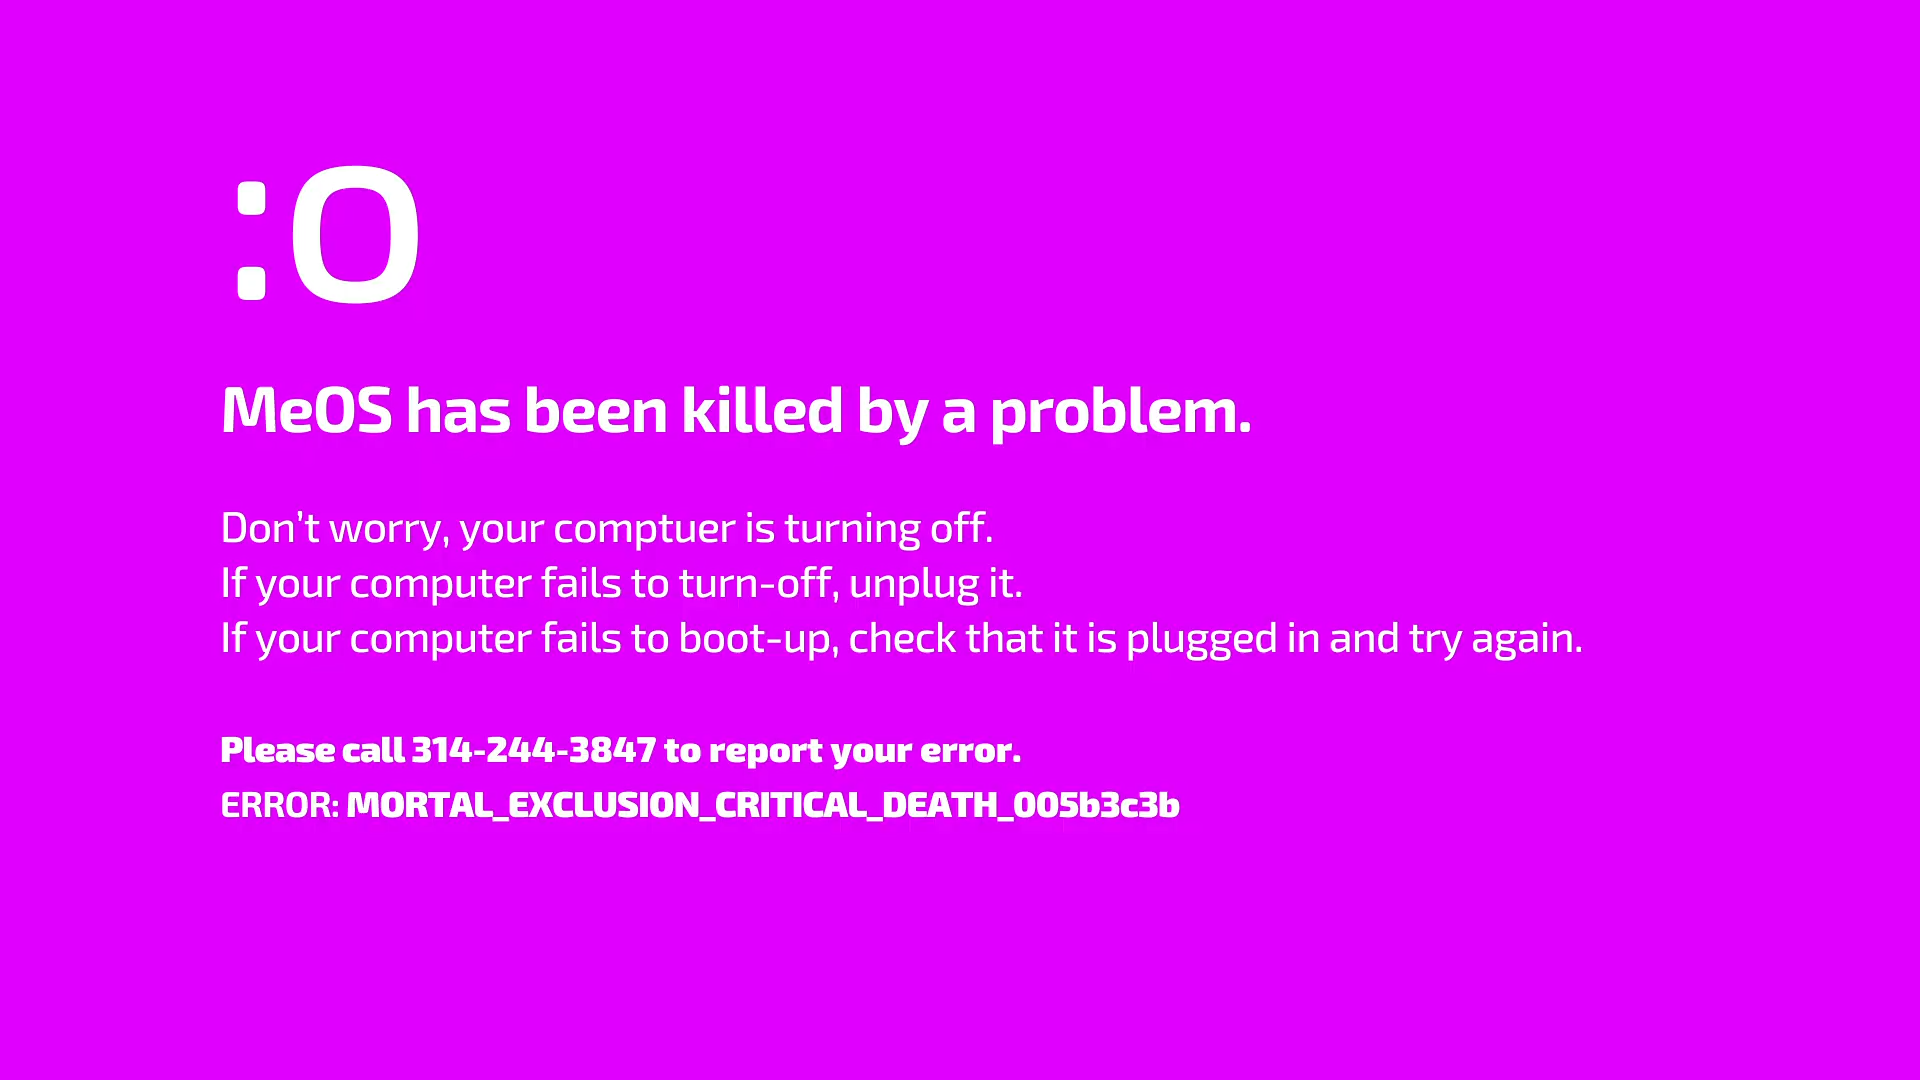 :O
MeOS has been killed by a problem.
Don’t worry, your comptuer is turning off.
If your computer fails to turn-off, unplug it.
If your computer fails to boot-up, check that it is plugged in and try again.
Please call 314-244-3847 to report your error.
ERROR: MORTAL_EXCLUSION_CRITICAL_DEATH_005b3c3b